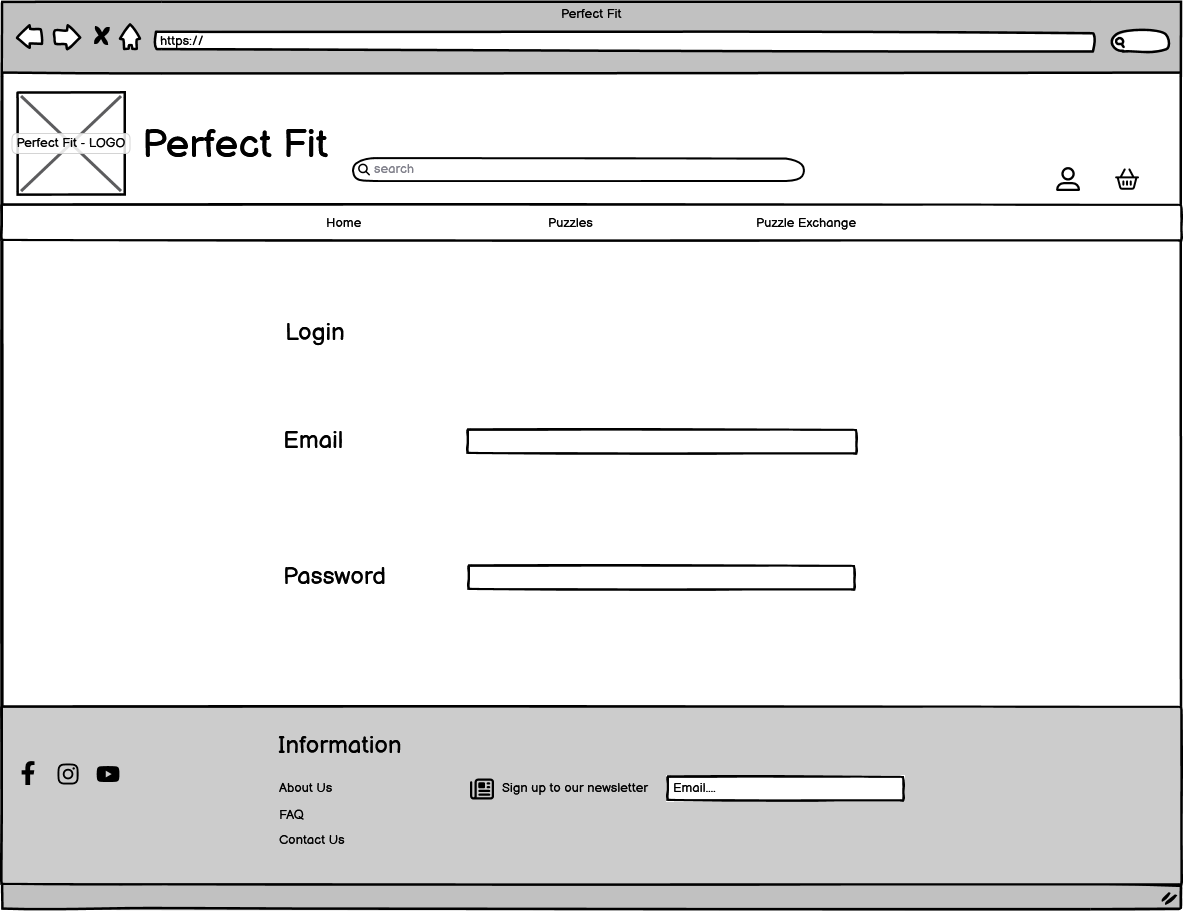 Perfect Fit
https://
Perfect Fit - LOGO
Perfect Fit
search
Home
Puzzles
Puzzle Exchange
Login
Email
Password
Information
About Us
FAQ
Contact Us
Sign up to our newsletter
Email....